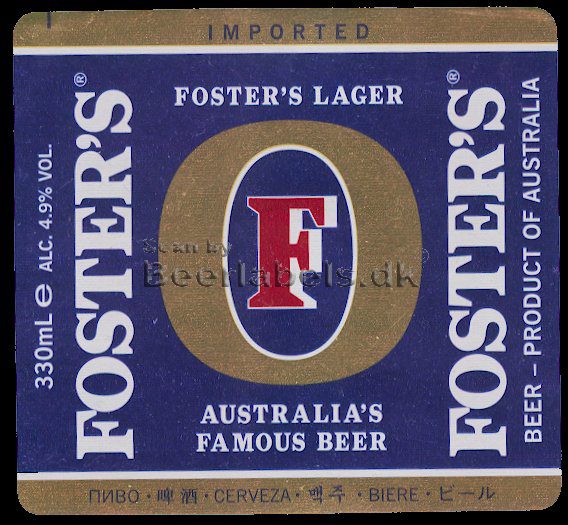 IMPORTED
FOSTER'S LAGER
330mL ℮ ALC. 4.9% VOL.
FOSTER'S®
F
Scan by
Beerlabels.dk
AUSTRALIA'S
FAMOUS BEER
FOSTER'S®
BEER – PRODUCT OF AUSTRALIA
ПИВО · 啤酒 · CERVEZA · 맥주 · BIERE · ビール